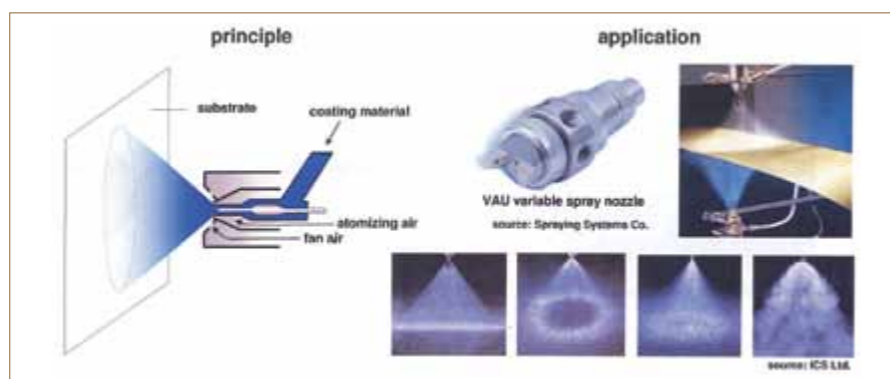 principle
application
substrate
coating material
atomizing air
fan air
VAU variable spray nozzle
source: Spraying Systems Co.
source: ICS Ltd.